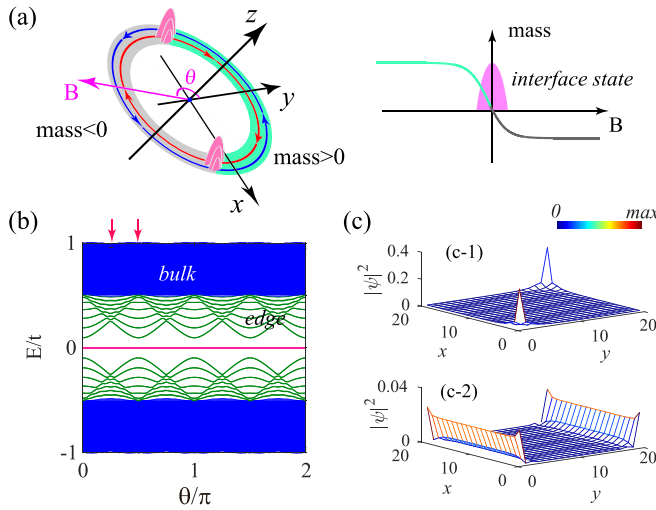 (a)
z
θ
B
y
mass<0
mass>0
x
mass
interface state
B
(b)
1
bulk
edge
E/t
0
-1
0
1
2
θ/π
(c)
0
max
(c-1)
0.4
|ψ|²
0.2
0
20
10
x
0
0
10
y
20
(c-2)
0.04
|ψ|²
0
20
10
x
0
0
10
y
20